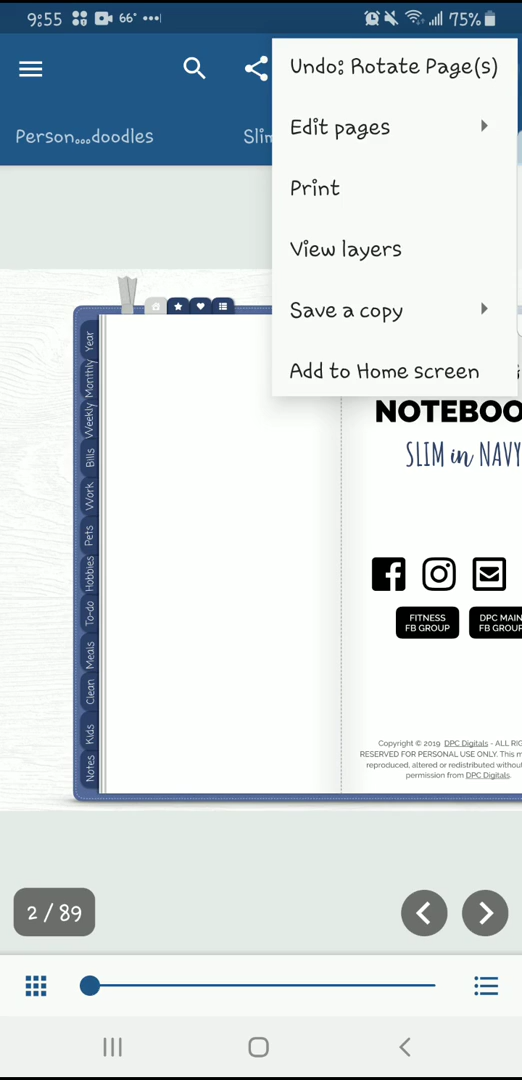 9:55 66° 75%
Person...doodles Slim
Undo: Rotate Page(s)
Edit pages
Print
View layers
Save a copy
Add to Home screen
Year
Monthly
Weekly
Bills
Work
Pets
Hobbies
To-do
Meals
Clean
Kids
Notes
NOTEBOO
SLIM in NAVY
FITNESS
FB GROUP
DPC MAIN
FB GROUP
Copyright © 2019 DPC Digitals - ALL RIG
RESERVED FOR PERSONAL USE ONLY. This m
reproduced, altered or redistributed withou
permission from DPC Digitals.
2 / 89